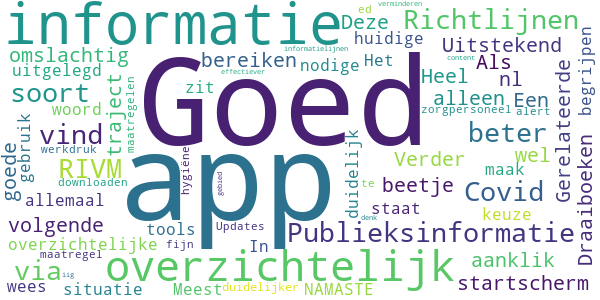 informatie
Goed
app
ed
verminderen
Deze
huidige
Richtlijnen
omslachtig
uitgelegd
bereiken
informatielijnen
nodige
Het
Uitstekend
Als
effectiever
content
soort
traject
maatregelen
zit
Heel
nl
alleen
Een
zorgpersoneel
alert
Gerelateerde
begrijpen
goede
gebruik
woord
vind
werkdruk
RIVM
hygiëne
gebied
duidelijk
beter
wel
Verder
maak
Draaiboeken
downloaden
te
beetje
Covid
allemaal
staat
keuze
volgende
tools
Updates
Publieksinformatie
overzichtelijke
In
denk
maatregel
fijn
via
overzichtelijk
aanklik
wees
situatie
iig
Meest
duidelijker
NAMASTE
startscherm